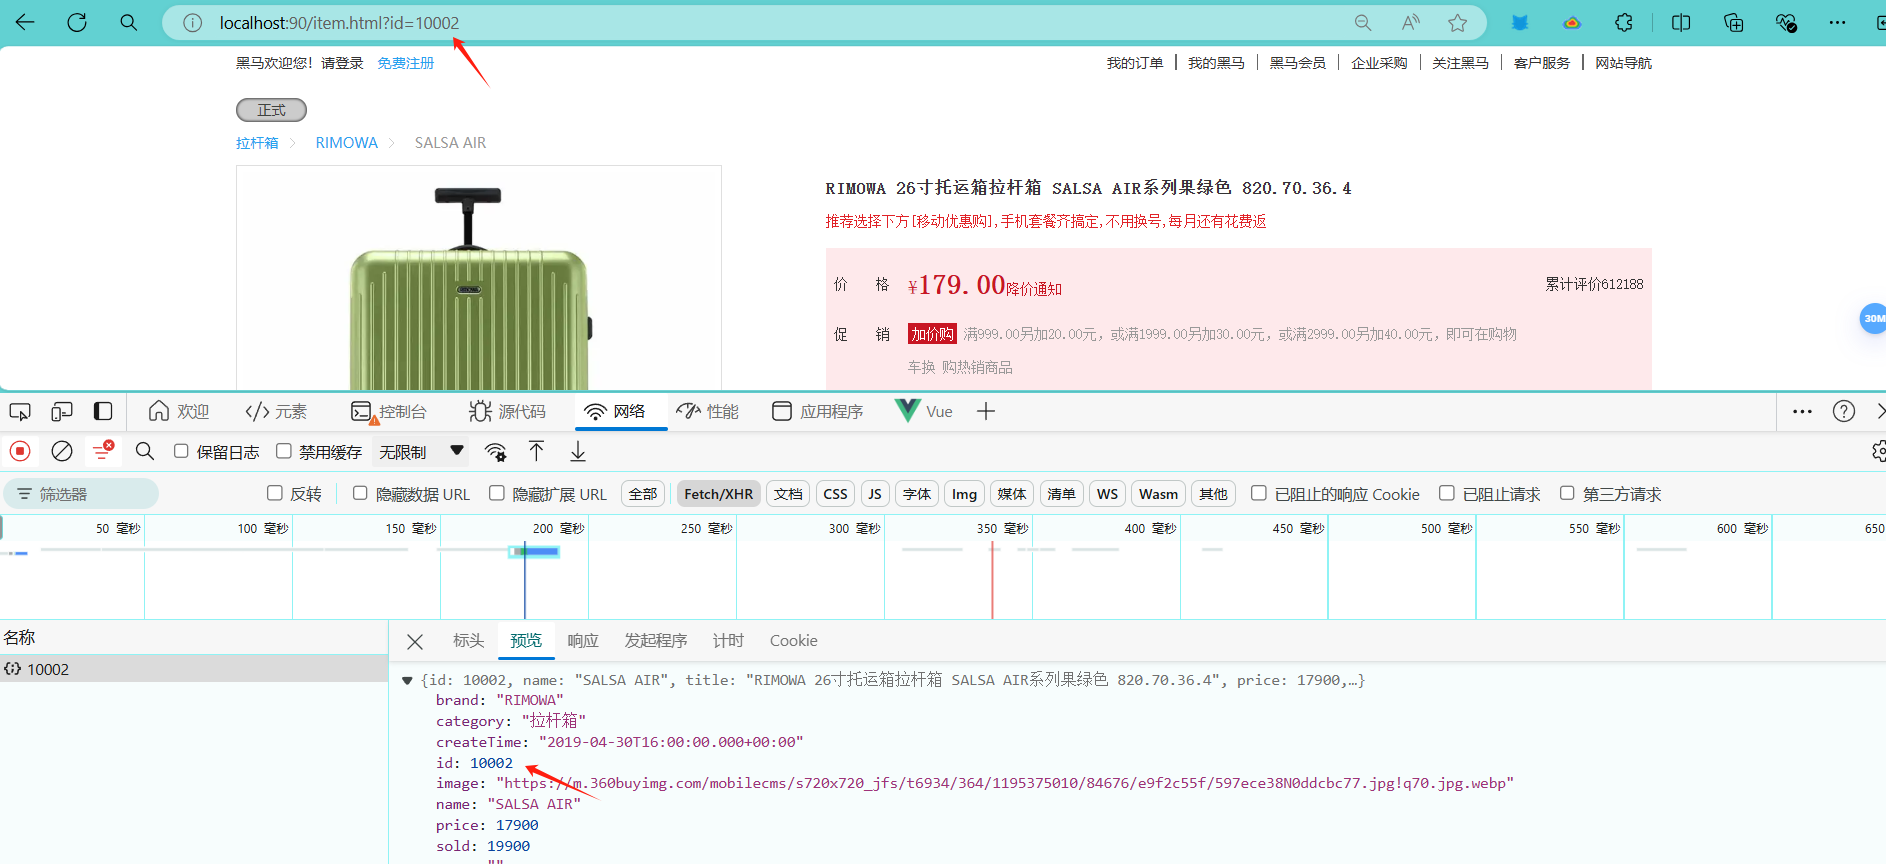 localhost:90/item.html?id=10002
黑马欢迎您！请登录 免费注册
我的订单 我的黑马 黑马会员 企业采购 关注黑马 客户服务 网站导航
正式
拉杆箱 RIMOWA SALSA AIR
RIMOWA 26寸托运箱拉杆箱 SALSA AIR系列果绿色 820.70.36.4
推荐选择下方[移动优惠购],手机套餐齐搞定,不用换号,每月还有花费返
价 格 ¥179.00降价通知 累计评价612188
促 销 加价购 满999.00另加20.00元，或满1999.00另加30.00元，或满2999.00另加40.00元，即可在购物
车换 购热销商品
30M
欢迎 元素 控制台 源代码 网络 性能 应用程序 Vue
保留日志 禁用缓存 无限制
筛选器 反转 隐藏数据 URL 隐藏扩展 URL 全部 Fetch/XHR 文档 CSS JS 字体 Img 媒体 清单 WS Wasm 其他 已阻止的响应 Cookie 已阻止请求 第三方请求
50 毫秒 100 毫秒 150 毫秒 200 毫秒 250 毫秒 300 毫秒 350 毫秒 400 毫秒 450 毫秒 500 毫秒 550 毫秒 600 毫秒 650
名称 标头 预览 响应 发起程序 计时 Cookie
10002
{id: 10002, name: "SALSA AIR", title: "RIMOWA 26寸托运箱拉杆箱 SALSA AIR系列果绿色 820.70.36.4", price: 17900,…}
brand: "RIMOWA"
category: "拉杆箱"
createTime: "2019-04-30T16:00:00.000+00:00"
id: 10002
image: "https://m.360buyimg.com/mobilecms/s720x720_jfs/t6934/364/1195375010/84676/e9f2c55f/597ece38N0ddcbc77.jpg!q70.jpg.webp"
name: "SALSA AIR"
price: 17900
sold: 19900